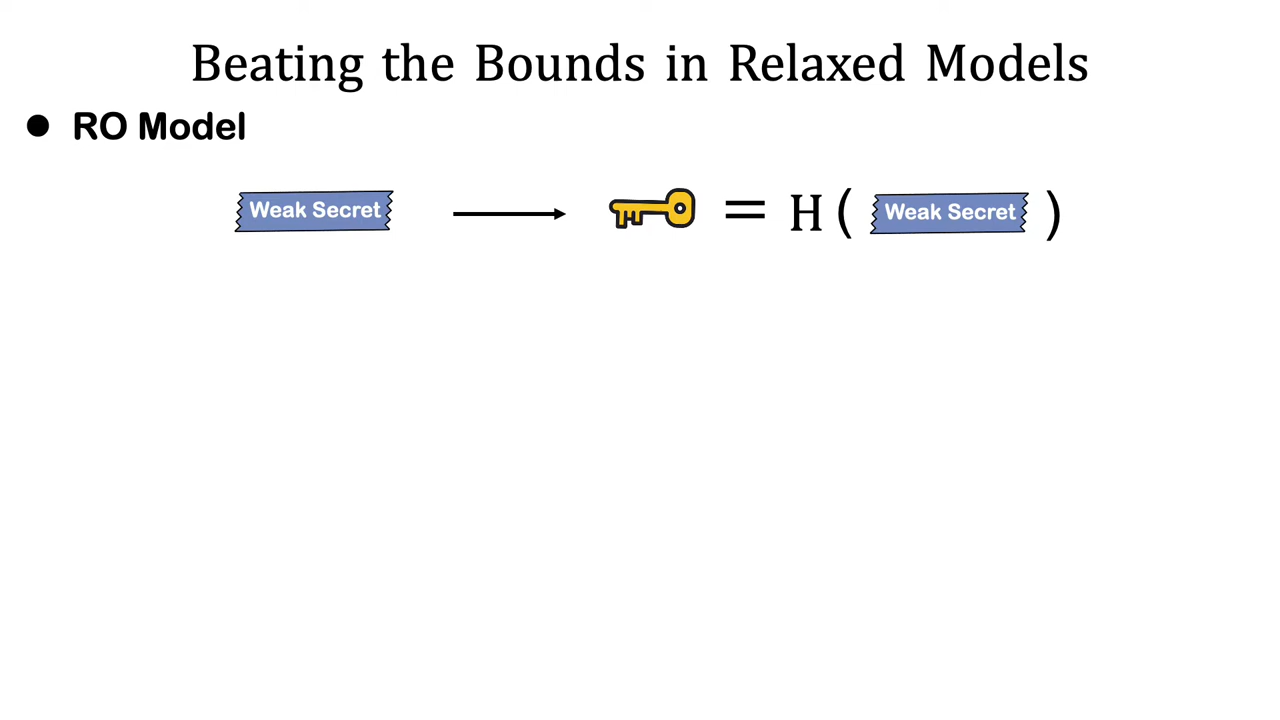 Beating the Bounds in Relaxed Models
● RO Model
Weak Secret = H ( Weak Secret )